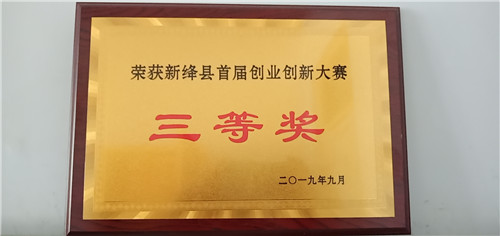 荣获新绛县首届创业创新大赛
三等奖
二〇一九年九月